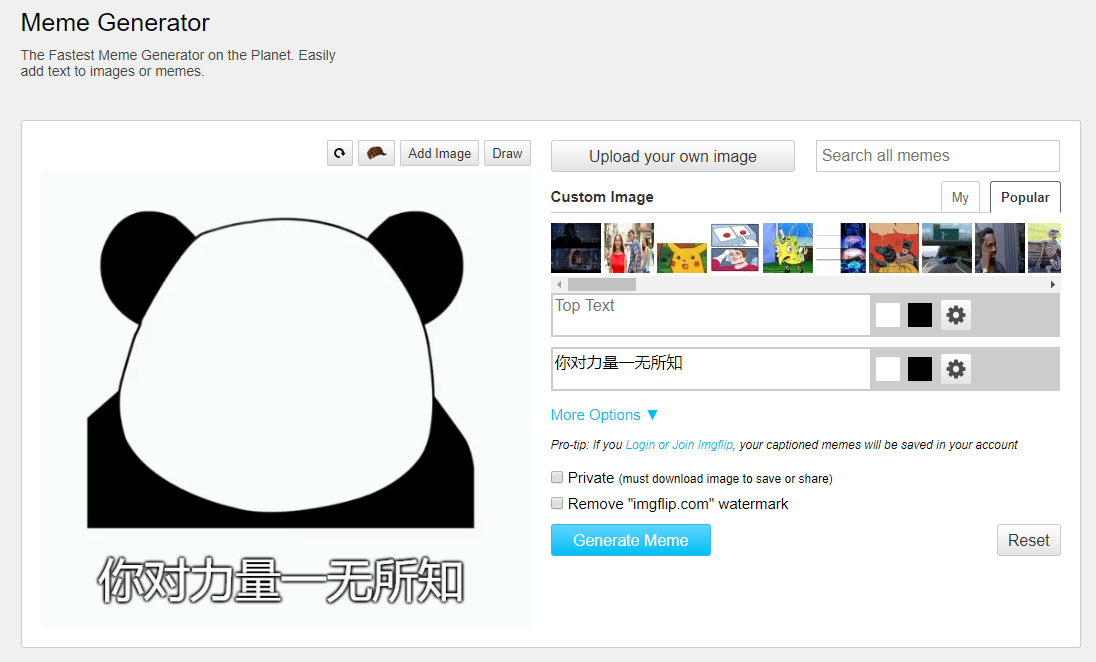 Meme Generator
The Fastest Meme Generator on the Planet. Easily
add text to images or memes.
Add Image
Draw
Upload your own image
Search all memes
Custom Image
My
Popular
Top Text
你对力量一无所知
More Options ▼
Pro-tip: If you Login or Join Imgflip, your captioned memes will be saved in your account
Private (must download image to save or share)
Remove "imgflip.com" watermark
Generate Meme
Reset
你对力量一无所知